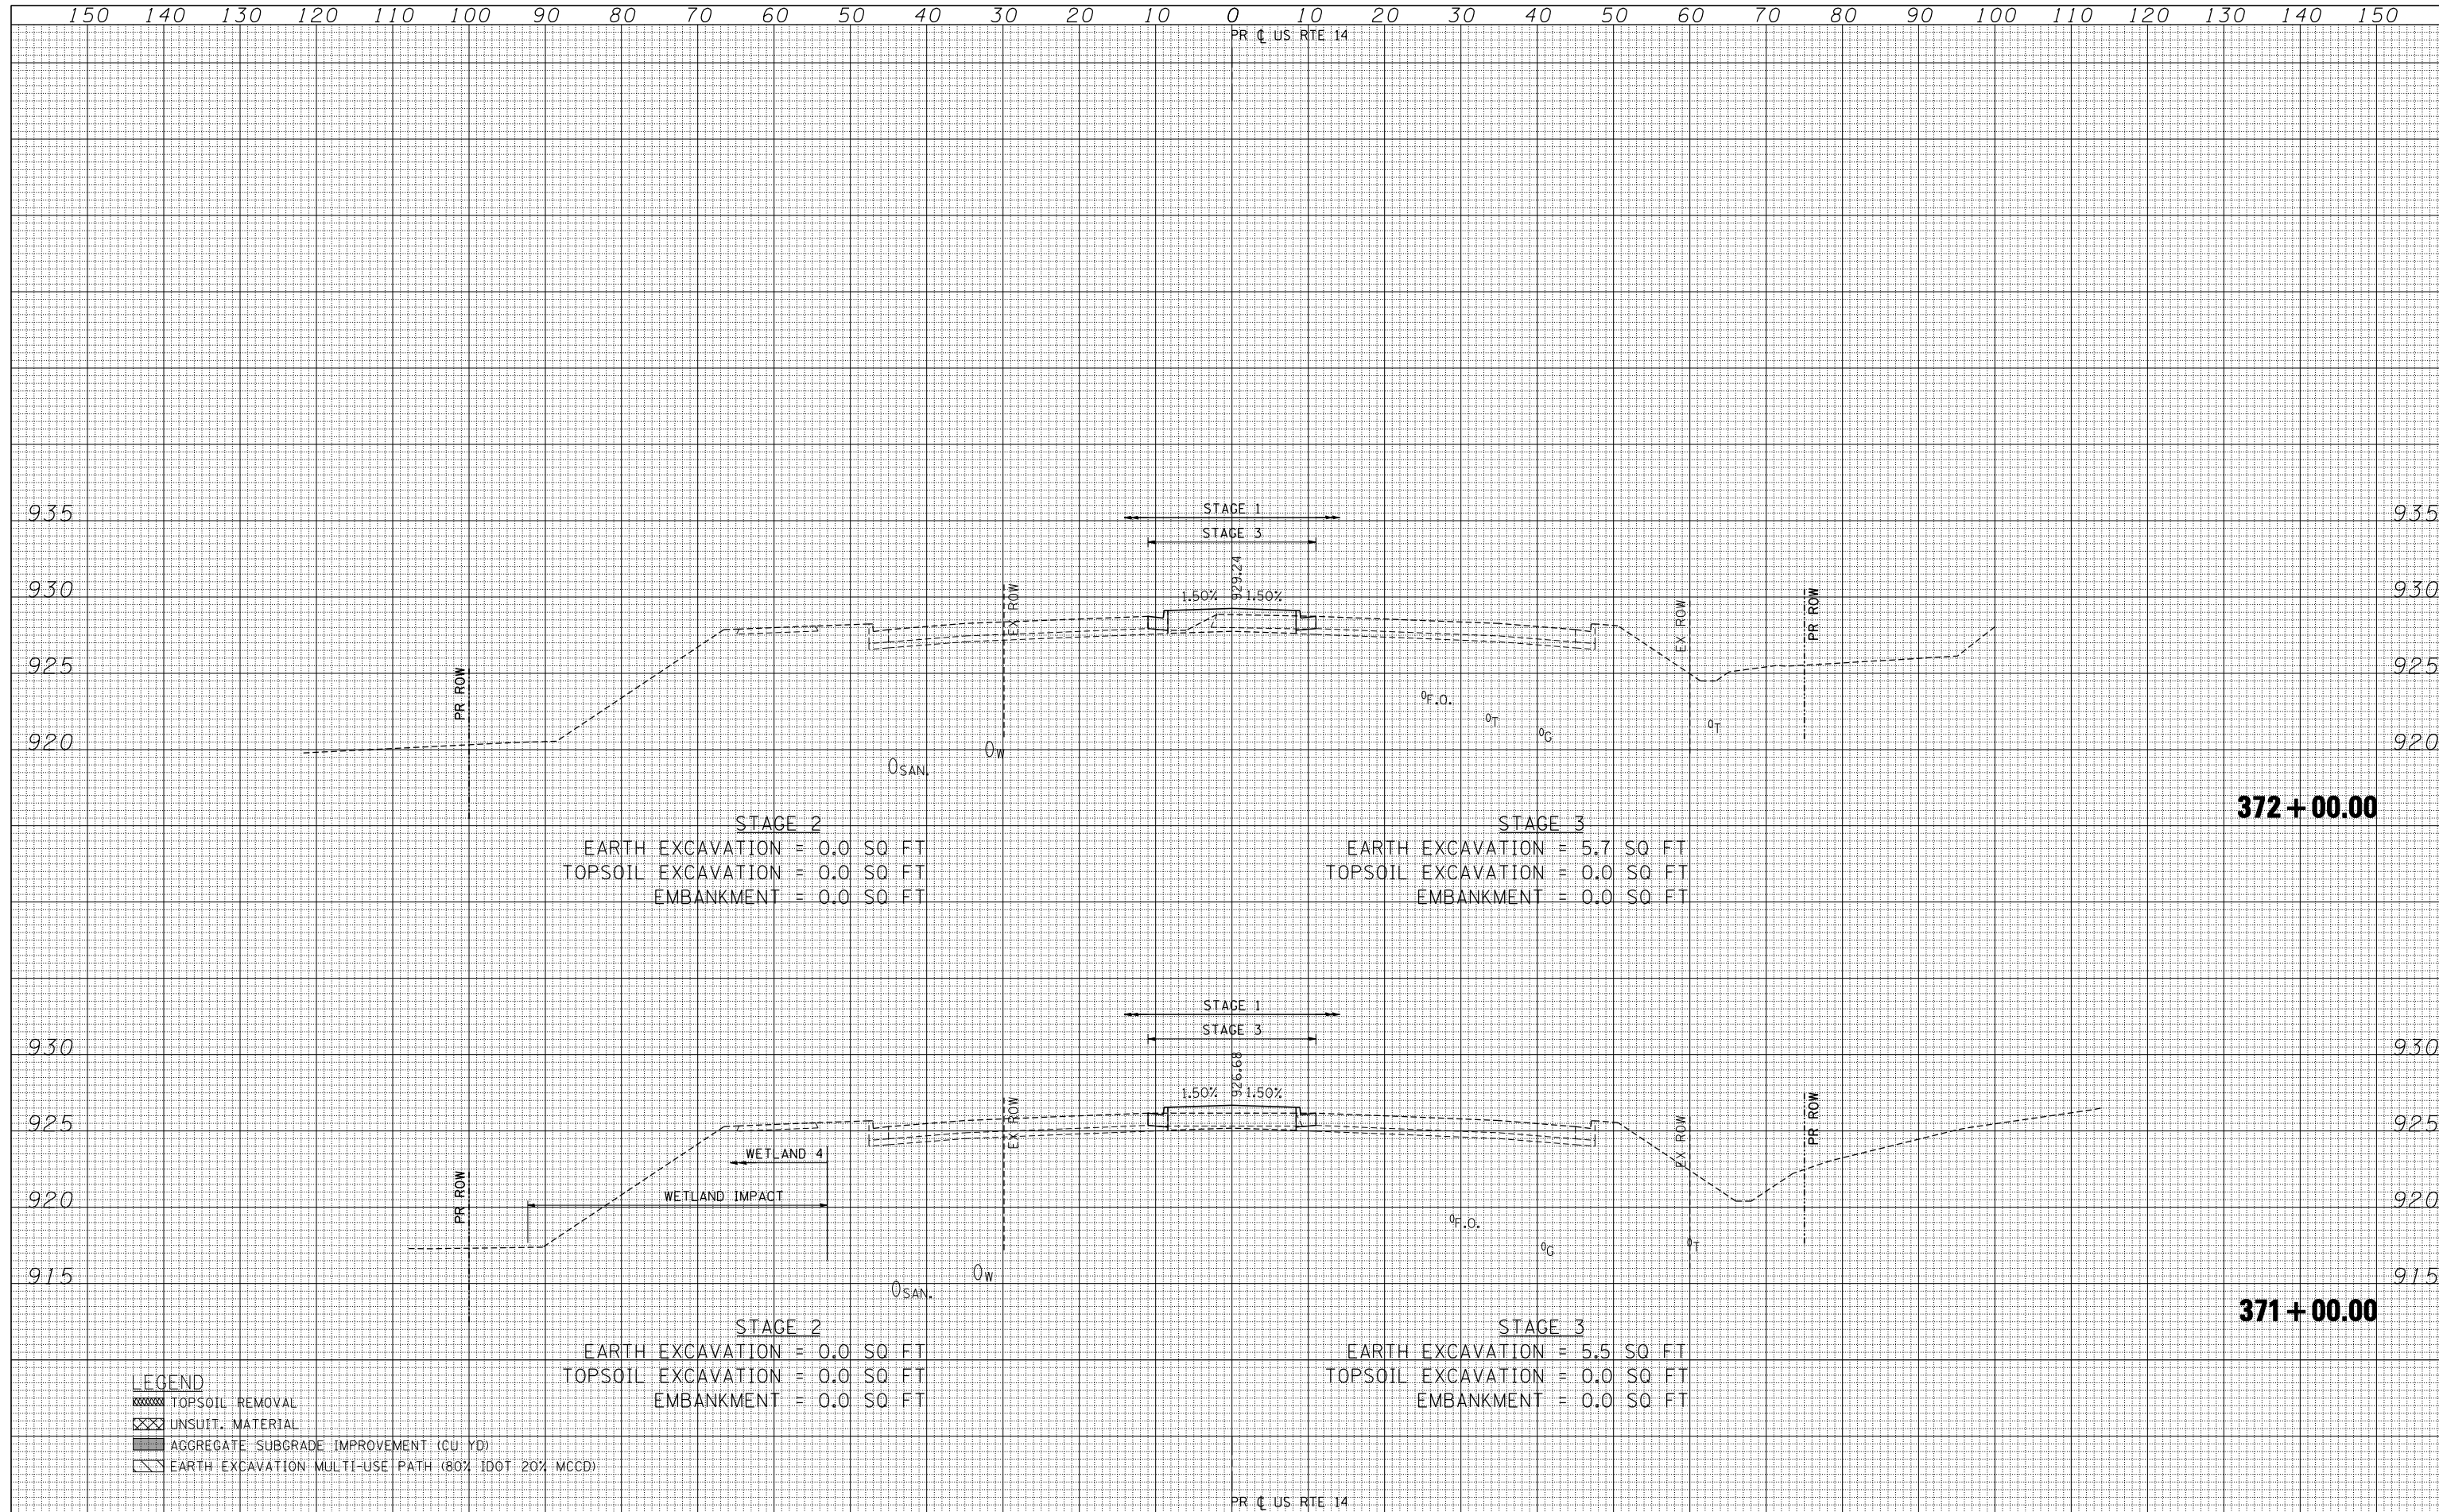 150 140 130 120 110 100 90 80 70 60 50 40 30 20 10 0 10 20 30 40 50 60 70 80 90 100 110 120 130 140 150
PR ℄ US RTE 14
935 935
STAGE 1
STAGE 3
930 930
929.24
1.50% 1.50%
EX ROW
EX ROW
PR ROW
925 925
PR ROW
F.O.
T
T
G
920 920
W
SAN.
372 + 00.00
STAGE 2
EARTH EXCAVATION = 0.0 SQ FT
TOPSOIL EXCAVATION = 0.0 SQ FT
EMBANKMENT = 0.0 SQ FT
STAGE 3
EARTH EXCAVATION = 5.7 SQ FT
TOPSOIL EXCAVATION = 0.0 SQ FT
EMBANKMENT = 0.0 SQ FT
STAGE 1
STAGE 3
930 930
926.68
1.50% 1.50%
EX ROW
EX ROW
PR ROW
925 925
WETLAND 4
PR ROW
WETLAND IMPACT
920 920
F.O.
G
T
W
915 915
SAN.
371 + 00.00
STAGE 2
EARTH EXCAVATION = 0.0 SQ FT
TOPSOIL EXCAVATION = 0.0 SQ FT
EMBANKMENT = 0.0 SQ FT
STAGE 3
EARTH EXCAVATION = 5.5 SQ FT
TOPSOIL EXCAVATION = 0.0 SQ FT
EMBANKMENT = 0.0 SQ FT
LEGEND
TOPSOIL REMOVAL
UNSUIT. MATERIAL
AGGREGATE SUBGRADE IMPROVEMENT (CU YD)
EARTH EXCAVATION MULTI-USE PATH (80% IDOT 20% MCCD)
PR ℄ US RTE 14